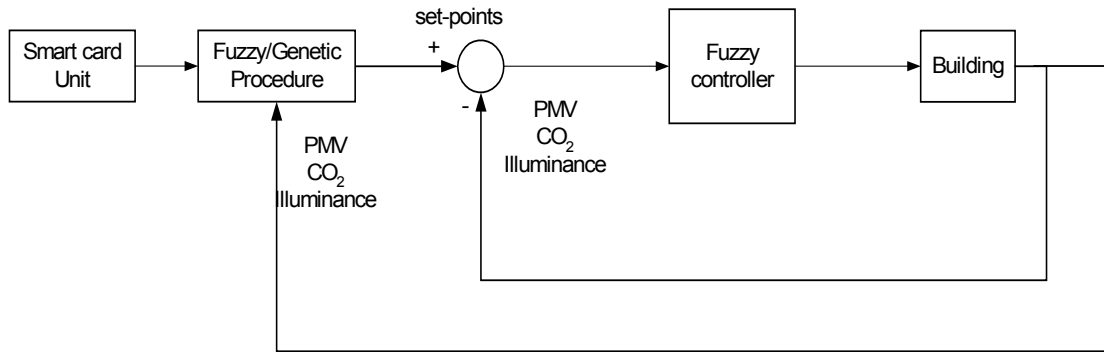 set-points
Smart card
Unit
Fuzzy/Genetic
Procedure
+
-
Fuzzy
controller
Building
PMV
CO₂
Illuminance
PMV
CO₂
Illuminance